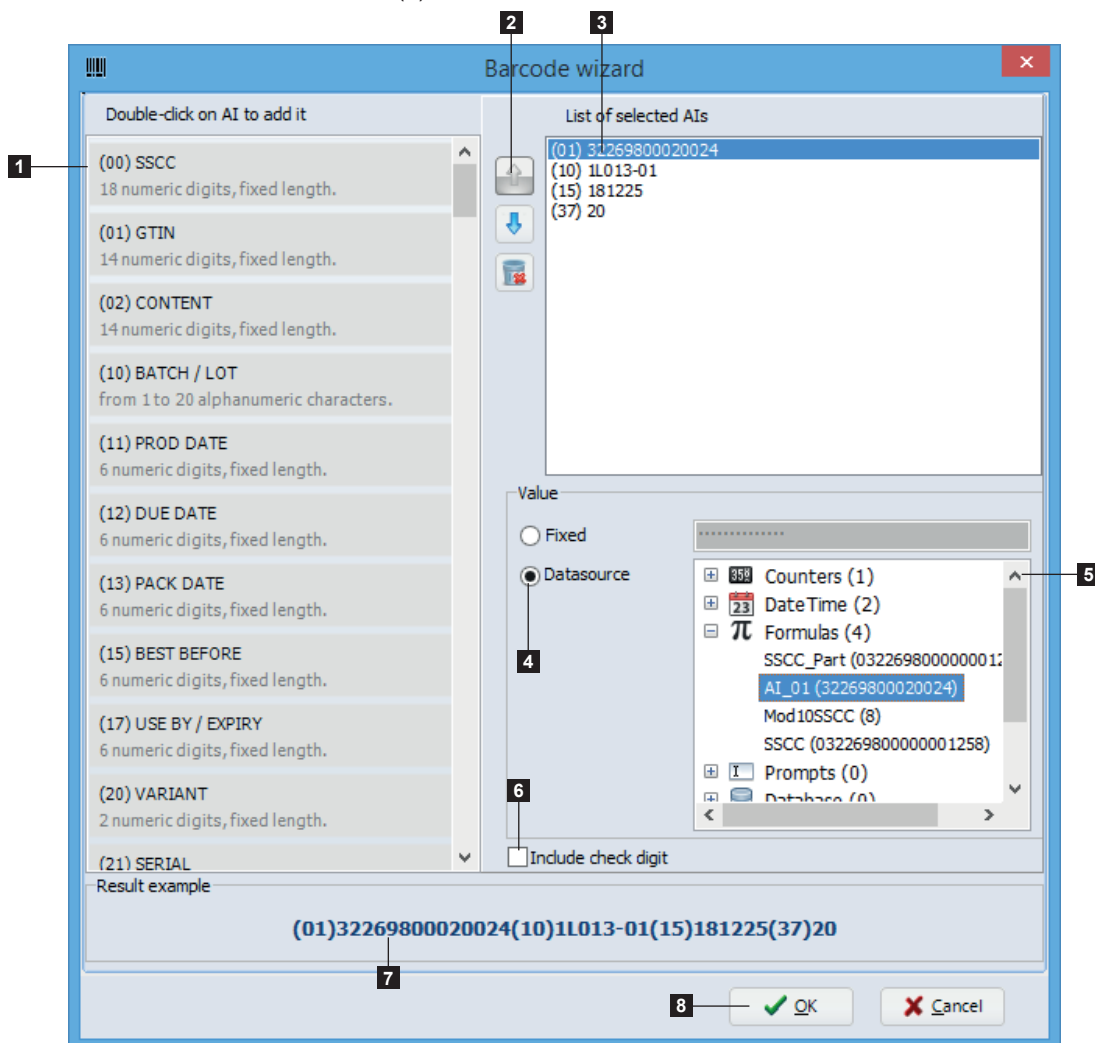 2
3
Barcode wizard
Double-click on AI to add it
List of selected AIs
1
(00) SSCC
18 numeric digits, fixed length.
(01) GTIN
14 numeric digits, fixed length.
(02) CONTENT
14 numeric digits, fixed length.
(10) BATCH / LOT
from 1 to 20 alphanumeric characters.
(11) PROD DATE
6 numeric digits, fixed length.
(12) DUE DATE
6 numeric digits, fixed length.
(13) PACK DATE
6 numeric digits, fixed length.
(15) BEST BEFORE
6 numeric digits, fixed length.
(17) USE BY / EXPIRY
6 numeric digits, fixed length.
(20) VARIANT
2 numeric digits, fixed length.
(21) SERIAL
(01) 32269800020024
(10) 1L013-01
(15) 181225
(37) 20
Value
Fixed
Datasource
4
Counters (1)
5
23
DateTime (2)
π Formulas (4)
SSCC_Part (03226980000000012
AI_01 (32269800020024)
Mod10SSCC (8)
SSCC (032269800000001258)
Prompts (0)
Database (0)
6
Include check digit
Result example
(01)32269800020024(10)1L013-01(15)181225(37)20
7
8
OK
Cancel